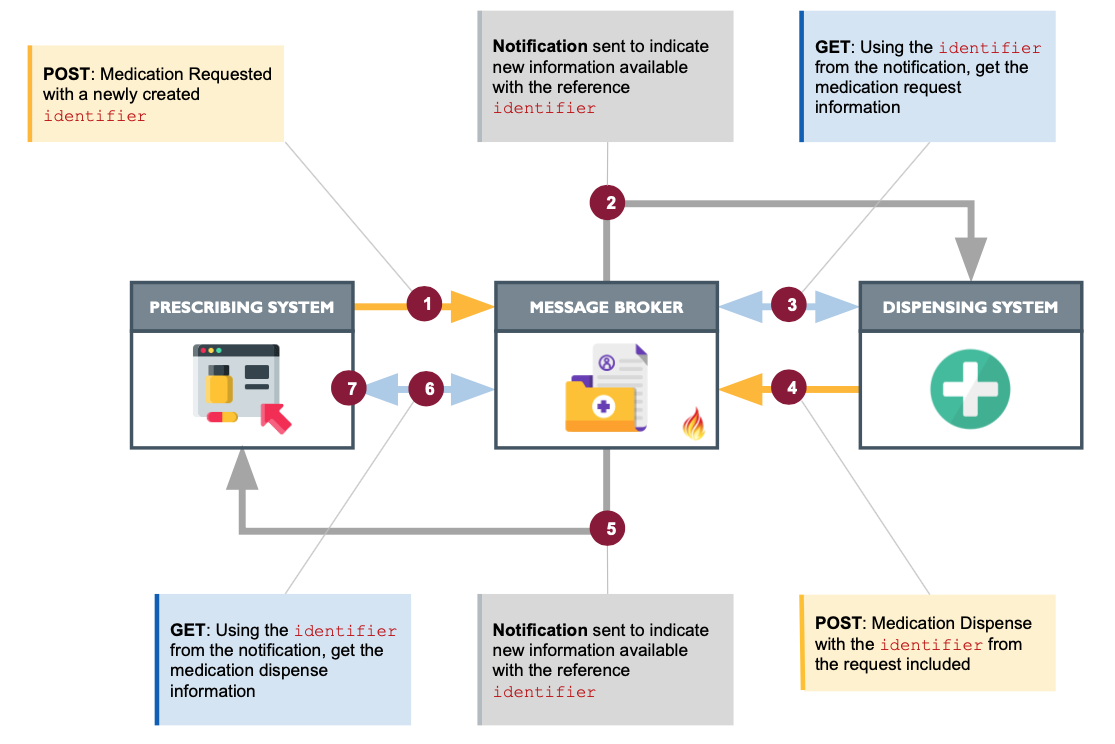 POST: Medication Requested
with a newly created
identifier
Notification sent to indicate
new information available
with the reference
identifier
GET: Using the identifier
from the notification, get the
medication request
information
2
PRESCRIBING SYSTEM
1
MESSAGE BROKER
3
DISPENSING SYSTEM
7
6
4
5
GET: Using the identifier
from the notification, get the
medication dispense
information
Notification sent to indicate
new information available
with the reference
identifier
POST: Medication Dispense
with the identifier from
the request included